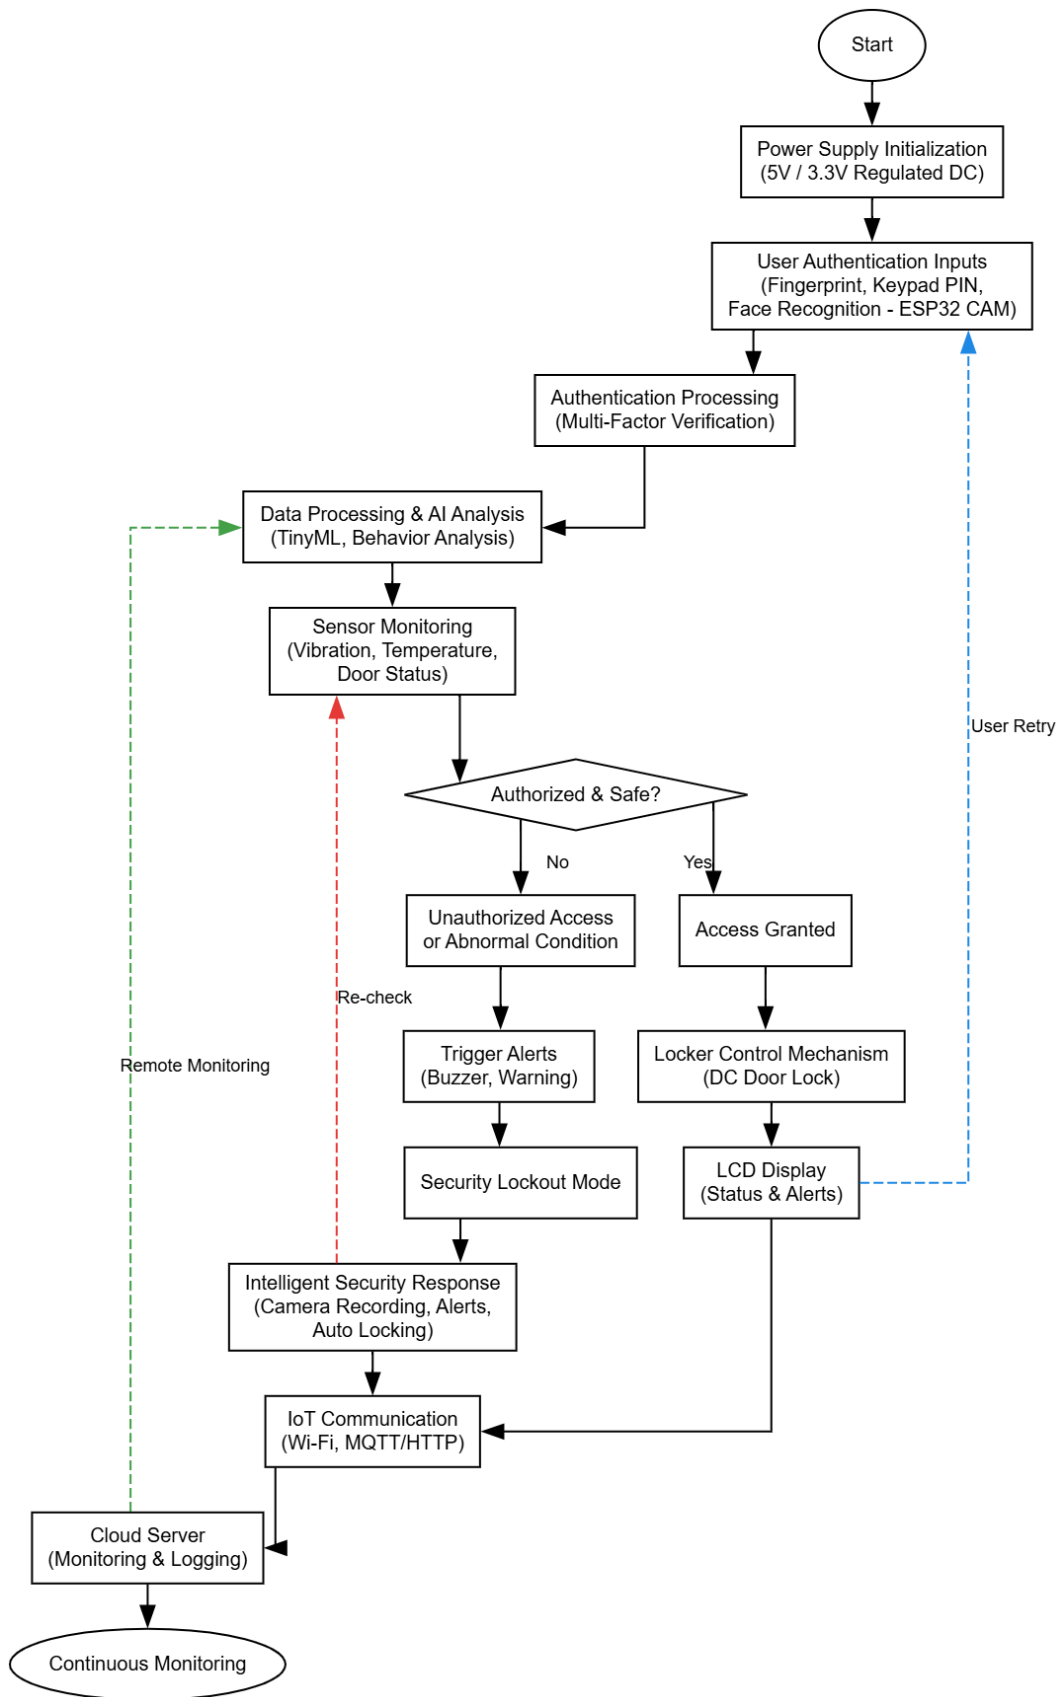 Start
Power Supply Initialization
(5V / 3.3V Regulated DC)
User Authentication Inputs
(Fingerprint, Keypad PIN,
Face Recognition - ESP32 CAM)
Authentication Processing
(Multi-Factor Verification)
Data Processing & AI Analysis
(TinyML, Behavior Analysis)
Sensor Monitoring
(Vibration, Temperature,
Door Status)
User Retry
Authorized & Safe?
No
Yes
Unauthorized Access
or Abnormal Condition
Access Granted
Re-check
Trigger Alerts
(Buzzer, Warning)
Locker Control Mechanism
(DC Door Lock)
Remote Monitoring
Security Lockout Mode
LCD Display
(Status & Alerts)
Intelligent Security Response
(Camera Recording, Alerts,
Auto Locking)
IoT Communication
(Wi-Fi, MQTT/HTTP)
Cloud Server
(Monitoring & Logging)
Continuous Monitoring